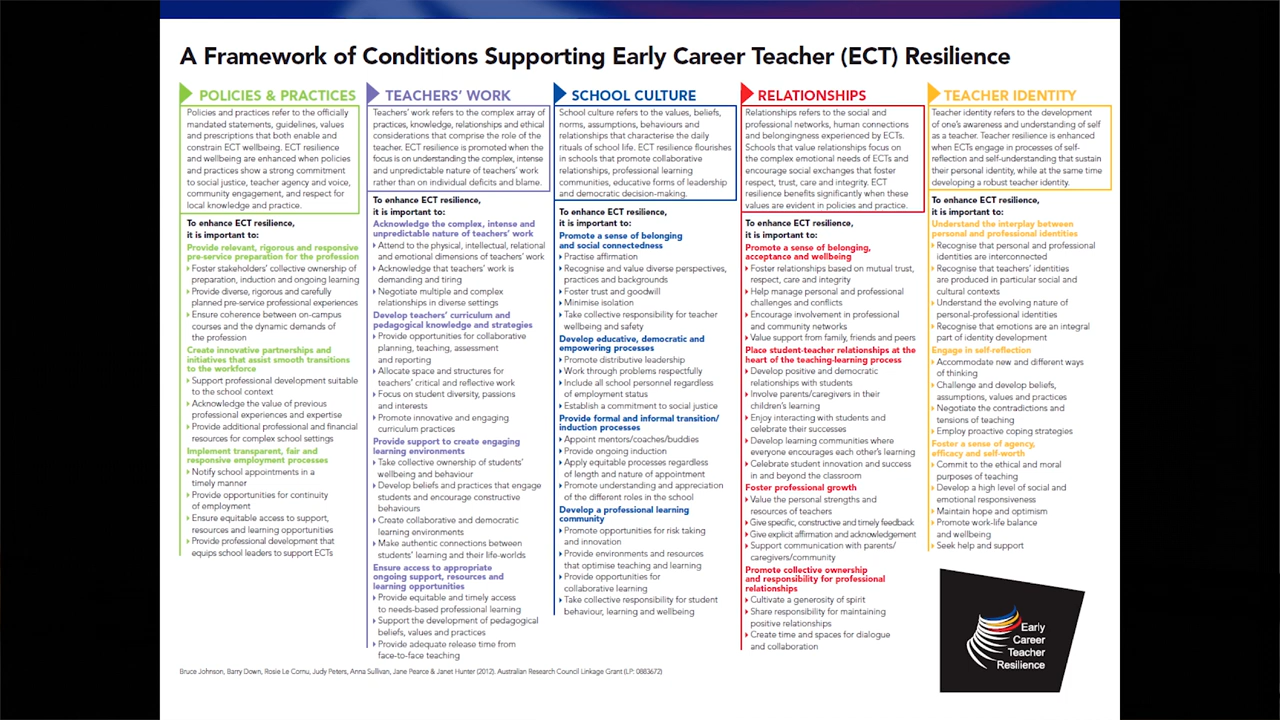 A Framework of Conditions Supporting Early Career Teacher (ECT) Resilience
POLICIES & PRACTICES
Policies and practices refer to the officially
mandated statements, guidelines, values
and prescriptions that both enable and
constrain ECT wellbeing. ECT resilience
and wellbeing are enhanced when policies
and practices show a strong commitment
to social justice, teacher agency and voice,
community engagement, and respect for
local knowledge and practice.
To enhance ECT resilience,
it is important to:
Provide relevant, rigorous and responsive
pre-service preparation for the profession
Foster stakeholders' collective ownership of
preparation, induction and ongoing learning
Provide diverse, rigorous and carefully
planned pre-service professional experiences
Ensure coherence between on-campus
courses and the dynamic demands of
the profession
Create innovative partnerships and
initiatives that assist smooth transitions
to the workforce
Support professional development suitable
to the school context
Acknowledge the value of previous
professional experiences and expertise
Provide additional professional and financial
resources for complex school settings
Implement transparent, fair and
responsive employment processes
Notify school appointments in a
timely manner
Provide opportunities for continuity
of employment
Ensure equitable access to support,
resources and learning opportunities
Provide professional development that
equips school leaders to support ECTs
TEACHERS' WORK
Teachers' work refers to the complex array of
practices, knowledge, relationships and ethical
considerations that comprise the role of the
teacher. ECT resilience is promoted when the
focus is on understanding the complex, intense
and unpredictable nature of teachers' work
rather than on individual deficits and blame.
To enhance ECT resilience,
it is important to:
Acknowledge the complex, intense and
unpredictable nature of teachers' work
Attend to the physical, intellectual, relational
and emotional dimensions of teachers' work
Acknowledge that teachers' work is
demanding and tiring
Negotiate multiple and complex
relationships in diverse settings
Develop teachers' curriculum and
pedagogical knowledge and strategies
Provide opportunities for collaborative
planning, teaching, assessment
and reporting
Allocate space and structures for
teachers' critical and reflective work
Focus on student diversity, passions
and interests
Promote innovative and engaging
curriculum practices
Provide support to create engaging
learning environments
Take collective ownership of students'
wellbeing and behaviour
Develop beliefs and practices that engage
students and encourage constructive
behaviours
Create collaborative and democratic
learning environments
Make authentic connections between
students' learning and their life-worlds
Ensure access to appropriate
ongoing support, resources and
learning opportunities
Provide equitable and timely access
to needs-based professional learning
Support the development of pedagogical
beliefs, values and practices
Provide adequate release time from
face-to-face teaching
SCHOOL CULTURE
School culture refers to the values, beliefs,
norms, assumptions, behaviours and
relationships that characterise the daily
rituals of school life. ECT resilience flourishes
in schools that promote collaborative
relationships, professional learning
communities, educative forms of leadership
and democratic decision-making.
To enhance ECT resilience,
it is important to:
Promote a sense of belonging
and social connectedness
Practise affirmation
Recognise and value diverse perspectives,
practices and backgrounds
Foster trust and goodwill
Minimise isolation
Take collective responsibility for teacher
wellbeing and safety
Develop educative, democratic and
empowering processes
Promote distributive leadership
Work through problems respectfully
Include all school personnel regardless
of employment status
Establish a commitment to social justice
Provide formal and informal transition/
induction processes
Appoint mentors/coaches/buddies
Provide ongoing induction
Apply equitable processes regardless
of length and nature of appointment
Promote understanding and appreciation
of the different roles in the school
Develop a professional learning
community
Promote opportunities for risk taking
and innovation
Provide environments and resources
that optimise teaching and learning
Provide opportunities for
collaborative learning
Take collective responsibility for student
behaviour, learning and wellbeing
RELATIONSHIPS
Relationships refers to the social and
professional networks, human connections
and belongingness experienced by ECTs.
Schools that value relationships focus on
the complex emotional needs of ECTs and
encourage social exchanges that foster
respect, trust, care and integrity. ECT
resilience benefits significantly when these
values are evident in policies and practice.
To enhance ECT resilience,
it is important to:
Promote a sense of belonging,
acceptance and wellbeing
Foster relationships based on mutual trust,
respect, care and integrity
Help manage personal and professional
challenges and conflicts
Encourage involvement in professional
and community networks
Value support from family, friends and peers
Place student-teacher relationships at the
heart of the teaching-learning process
Develop positive and democratic
relationships with students
Involve parents/caregivers in their
children's learning
Enjoy interacting with students and
celebrate their successes
Develop learning communities where
everyone encourages each other's learning
Celebrate student innovation and success
in and beyond the classroom
Foster professional growth
Value the personal strengths and
resources of teachers
Give specific, constructive and timely feedback
Give explicit affirmation and acknowledgement
Support communication with parents/
caregivers/community
Promote collective ownership
and responsibility for professional
relationships
Cultivate a generosity of spirit
Share responsibility for maintaining
positive relationships
Create time and spaces for dialogue
and collaboration
TEACHER IDENTITY
Teacher identity refers to the development
of one's awareness and understanding of self
as a teacher. Teacher resilience is enhanced
when ECTs engage in processes of self-
reflection and self-understanding that sustain
their personal identity, while at the same time
developing a robust teacher identity.
To enhance ECT resilience,
it is important to:
Understand the interplay between
personal and professional identities
Recognise that personal and professional
identities are interconnected
Recognise that teachers' identities
are produced in particular social and
cultural contexts
Understand the evolving nature of
personal-professional identities
Recognise that emotions are an integral
part of identity development
Engage in self-reflection
Accommodate new and different ways
of thinking
Challenge and develop beliefs,
assumptions, values and practices
Negotiate the contradictions and
tensions of teaching
Employ proactive coping strategies
Foster a sense of agency,
efficacy and self-worth
Commit to the ethical and moral
purposes of teaching
Develop a high level of social and
emotional responsiveness
Maintain hope and optimism
Promote work-life balance
and wellbeing
Seek help and support
Early
Career
Teacher
Resilience
Bruce Johnson, Barry Down, Rosie Le Cornu, Judy Peters, Anna Sullivan, Jane Pearce & Janet Hunter (2012). Australian Research Council Linkage Grant (LP: 0883672)